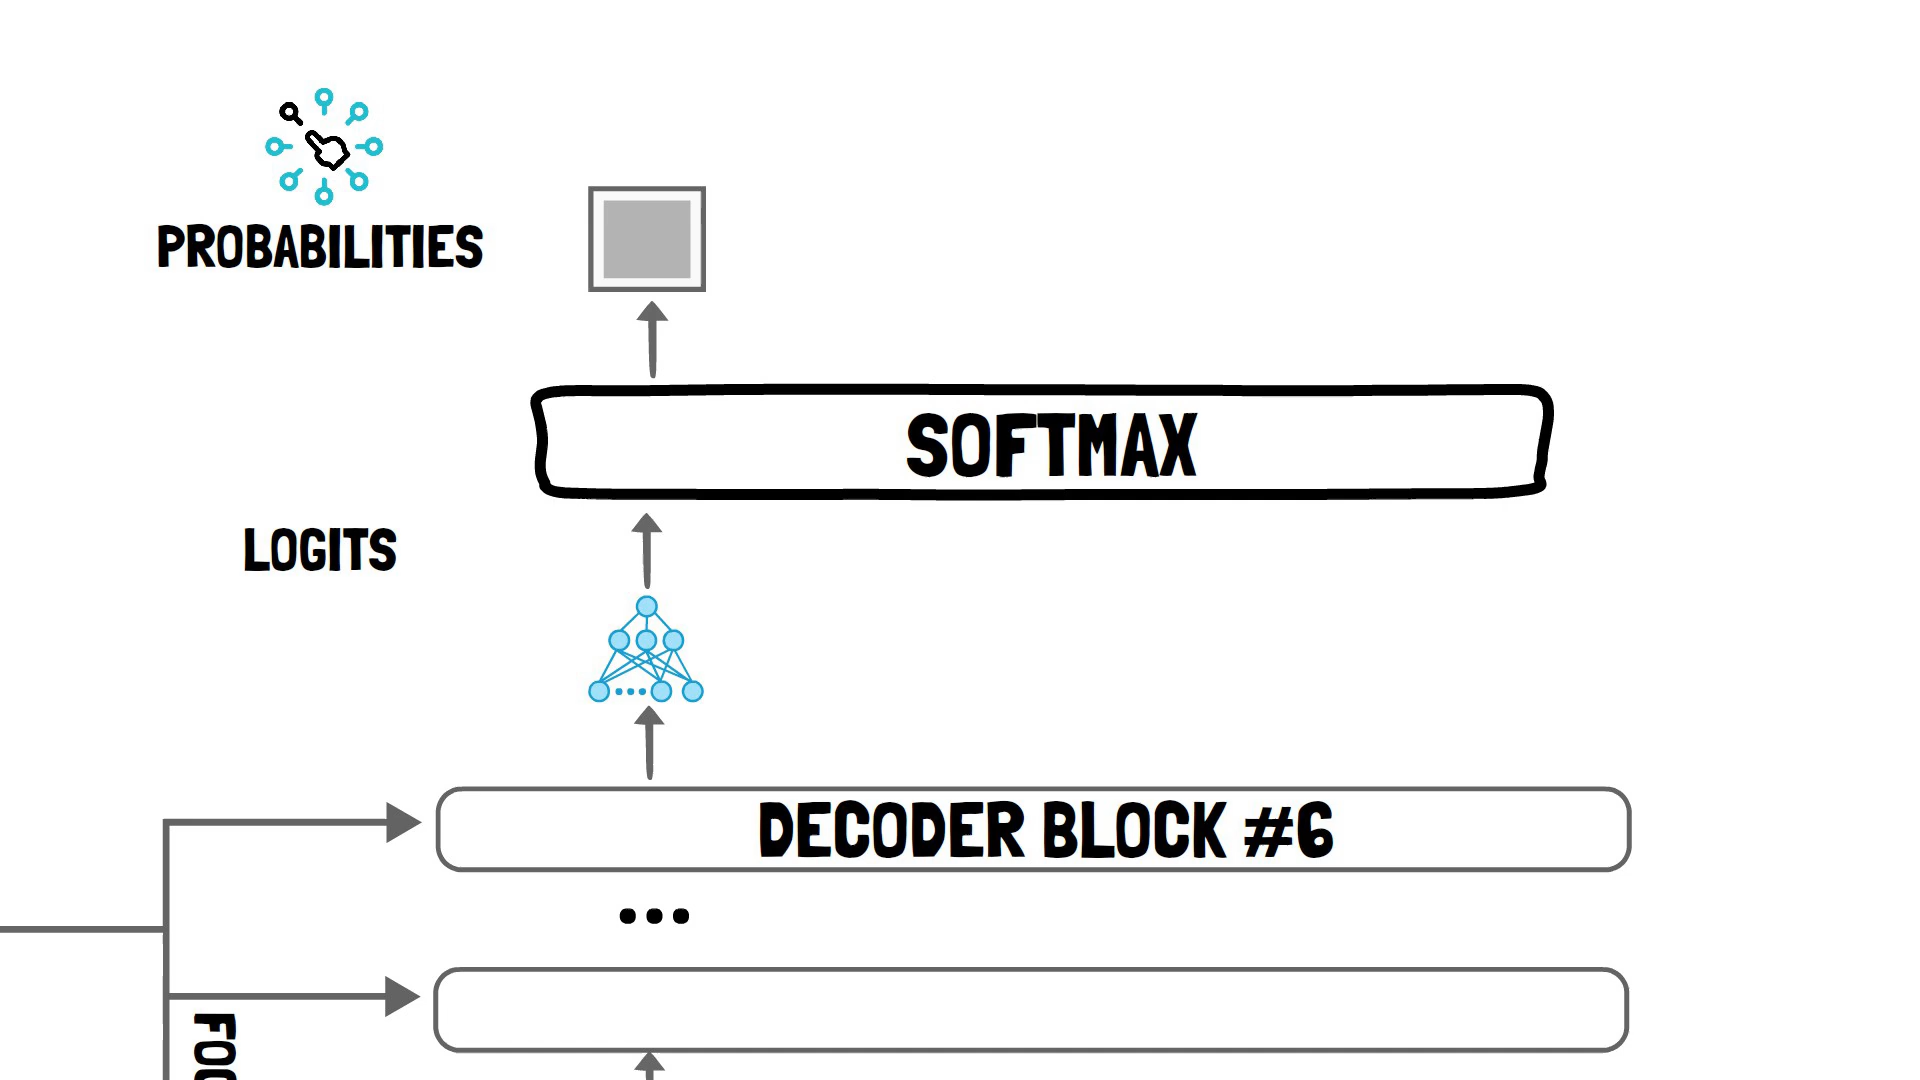 PROBABILITIES
SOFTMAX
LOGITS
DECODER BLOCK #6
...